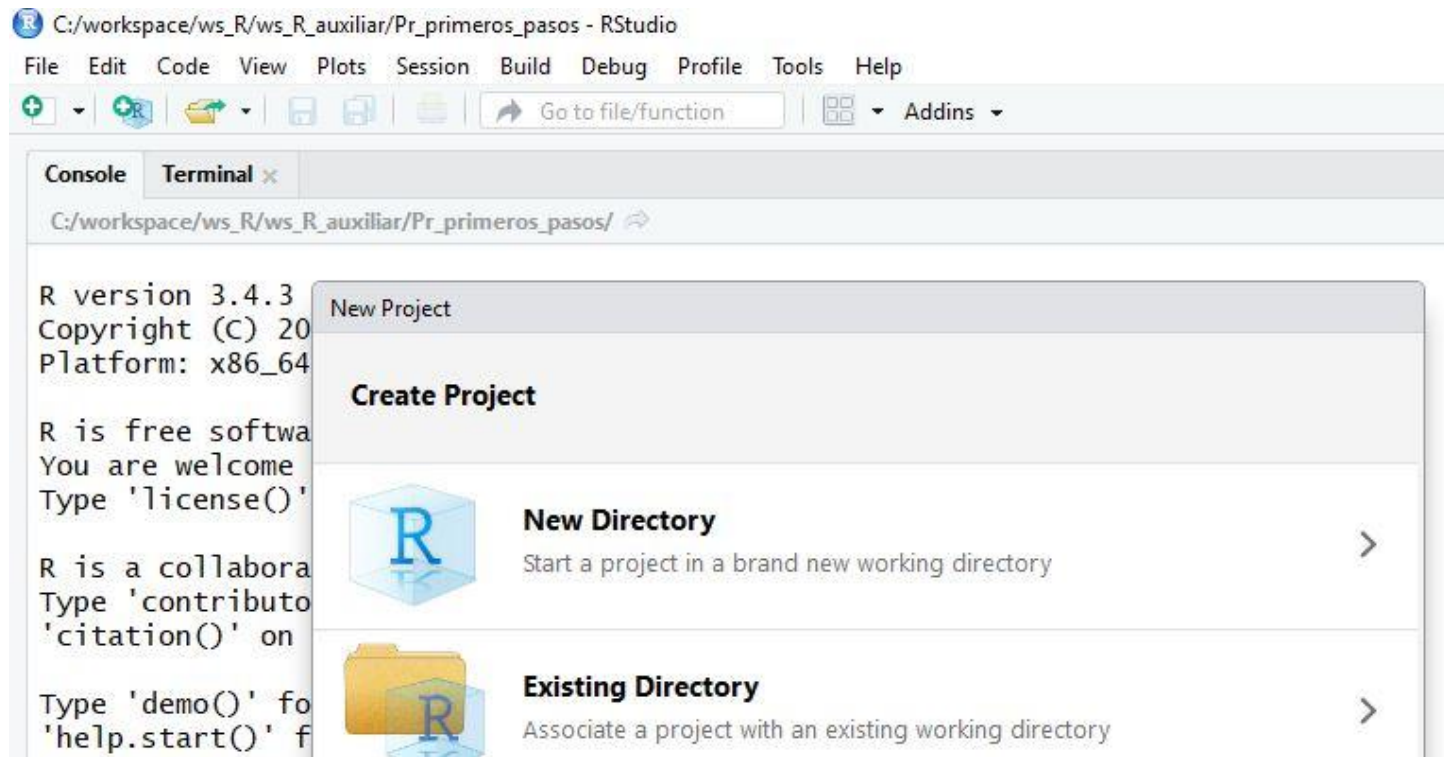 C:/workspace/ws_R/ws_R_auxiliar/Pr_primeros_pasos - RStudio
File Edit Code View Plots Session Build Debug Profile Tools Help
Go to file/function Addins
Console Terminal
C:/workspace/ws_R/ws_R_auxiliar/Pr_primeros_pasos/
R version 3.4.3
Copyright (C) 20
Platform: x86_64
R is free softwa
You are welcome
Type 'license()'
R is a collabora
Type 'contributo
'citation()' on
Type 'demo()' fo
'help.start()' f
New Project
Create Project
New Directory
Start a project in a brand new working directory
Existing Directory
Associate a project with an existing working directory